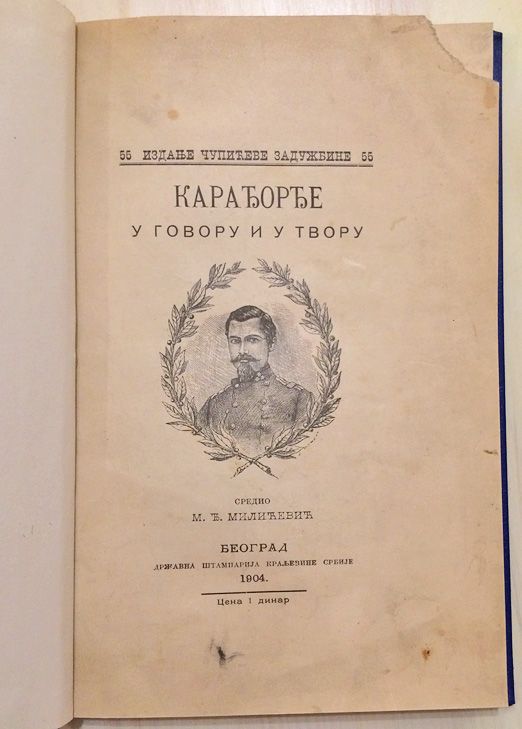 55 ИЗДАЊЕ ЧУПИЋЕВЕ ЗАДУЖБИНЕ 55
КАРАЂОРЂЕ
У ГОВОРУ И У ТВОРУ
СРЕДИО
М. Ђ. МИЛИЋЕВИЋ
БЕОГРАД
ДРЖАВНА ШТАМПАРИЈА КРАЉЕВИНЕ СРБИЈЕ
1904.
Цена 1 динар